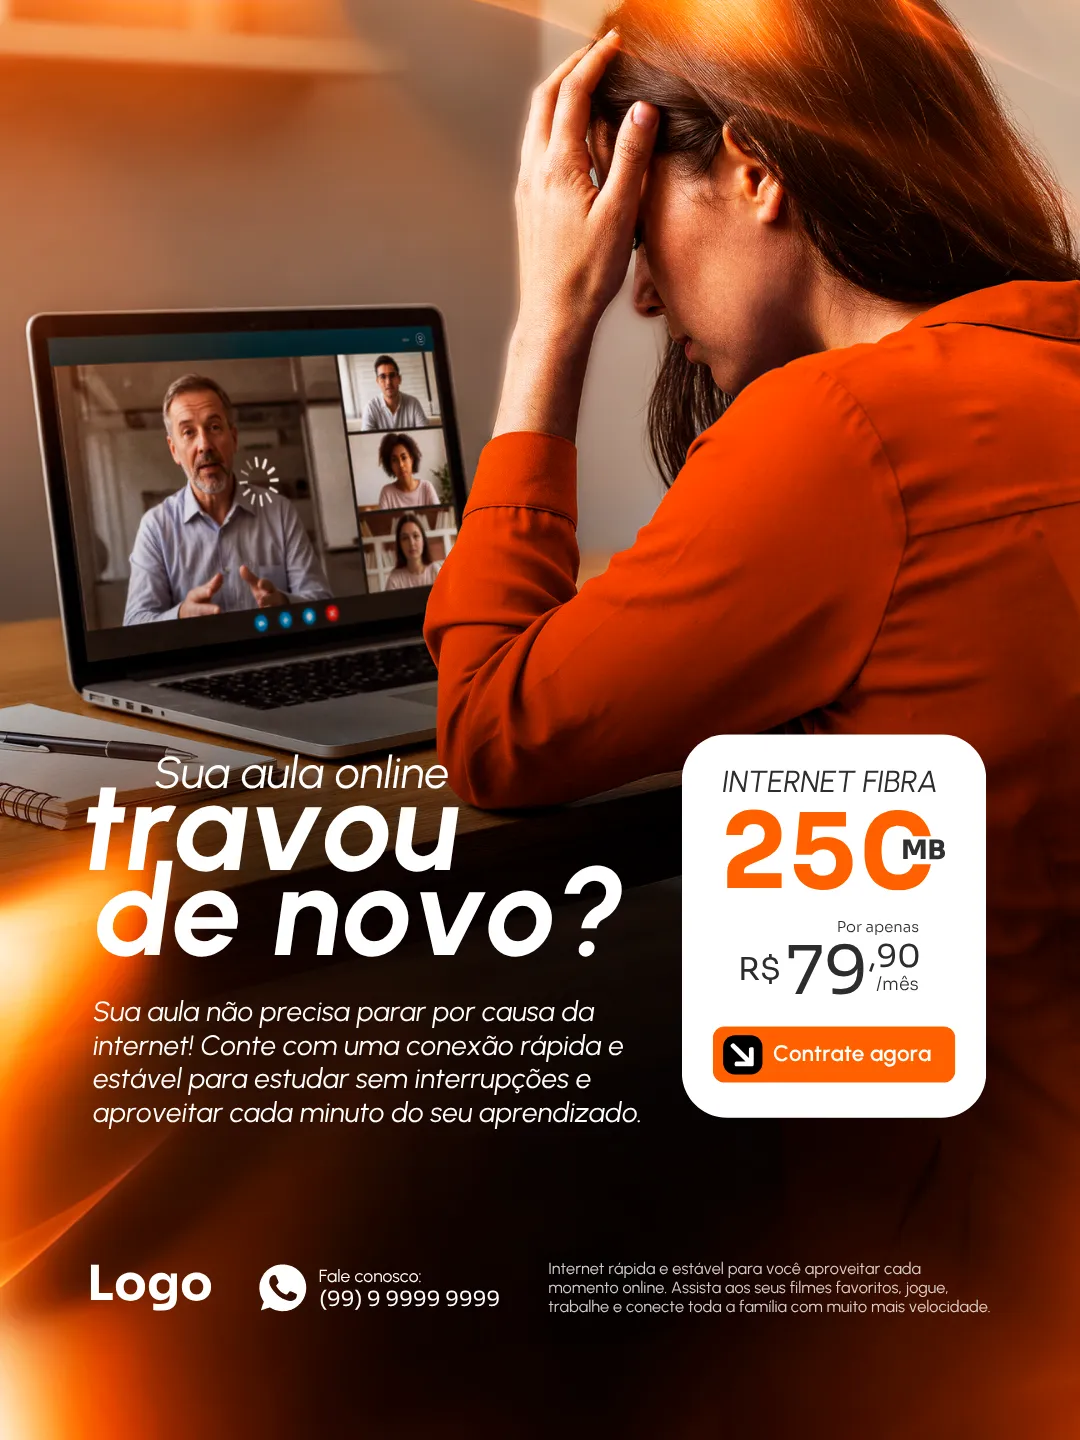 Sua aula online
travou
de novo?
Sua aula não precisa parar por causa da
internet! Conte com uma conexão rápida e
estável para estudar sem interrupções e
aproveitar cada minuto do seu aprendizado.
INTERNET FIBRA
250 MB
Por apenas
R$ 79,90
/mês
Contrate agora
Logo
Fale conosco:
(99) 9 9999 9999
Internet rápida e estável para você aproveitar cada
momento online. Assista aos seus filmes favoritos, jogue,
trabalhe e conecte toda a família com muito mais velocidade.